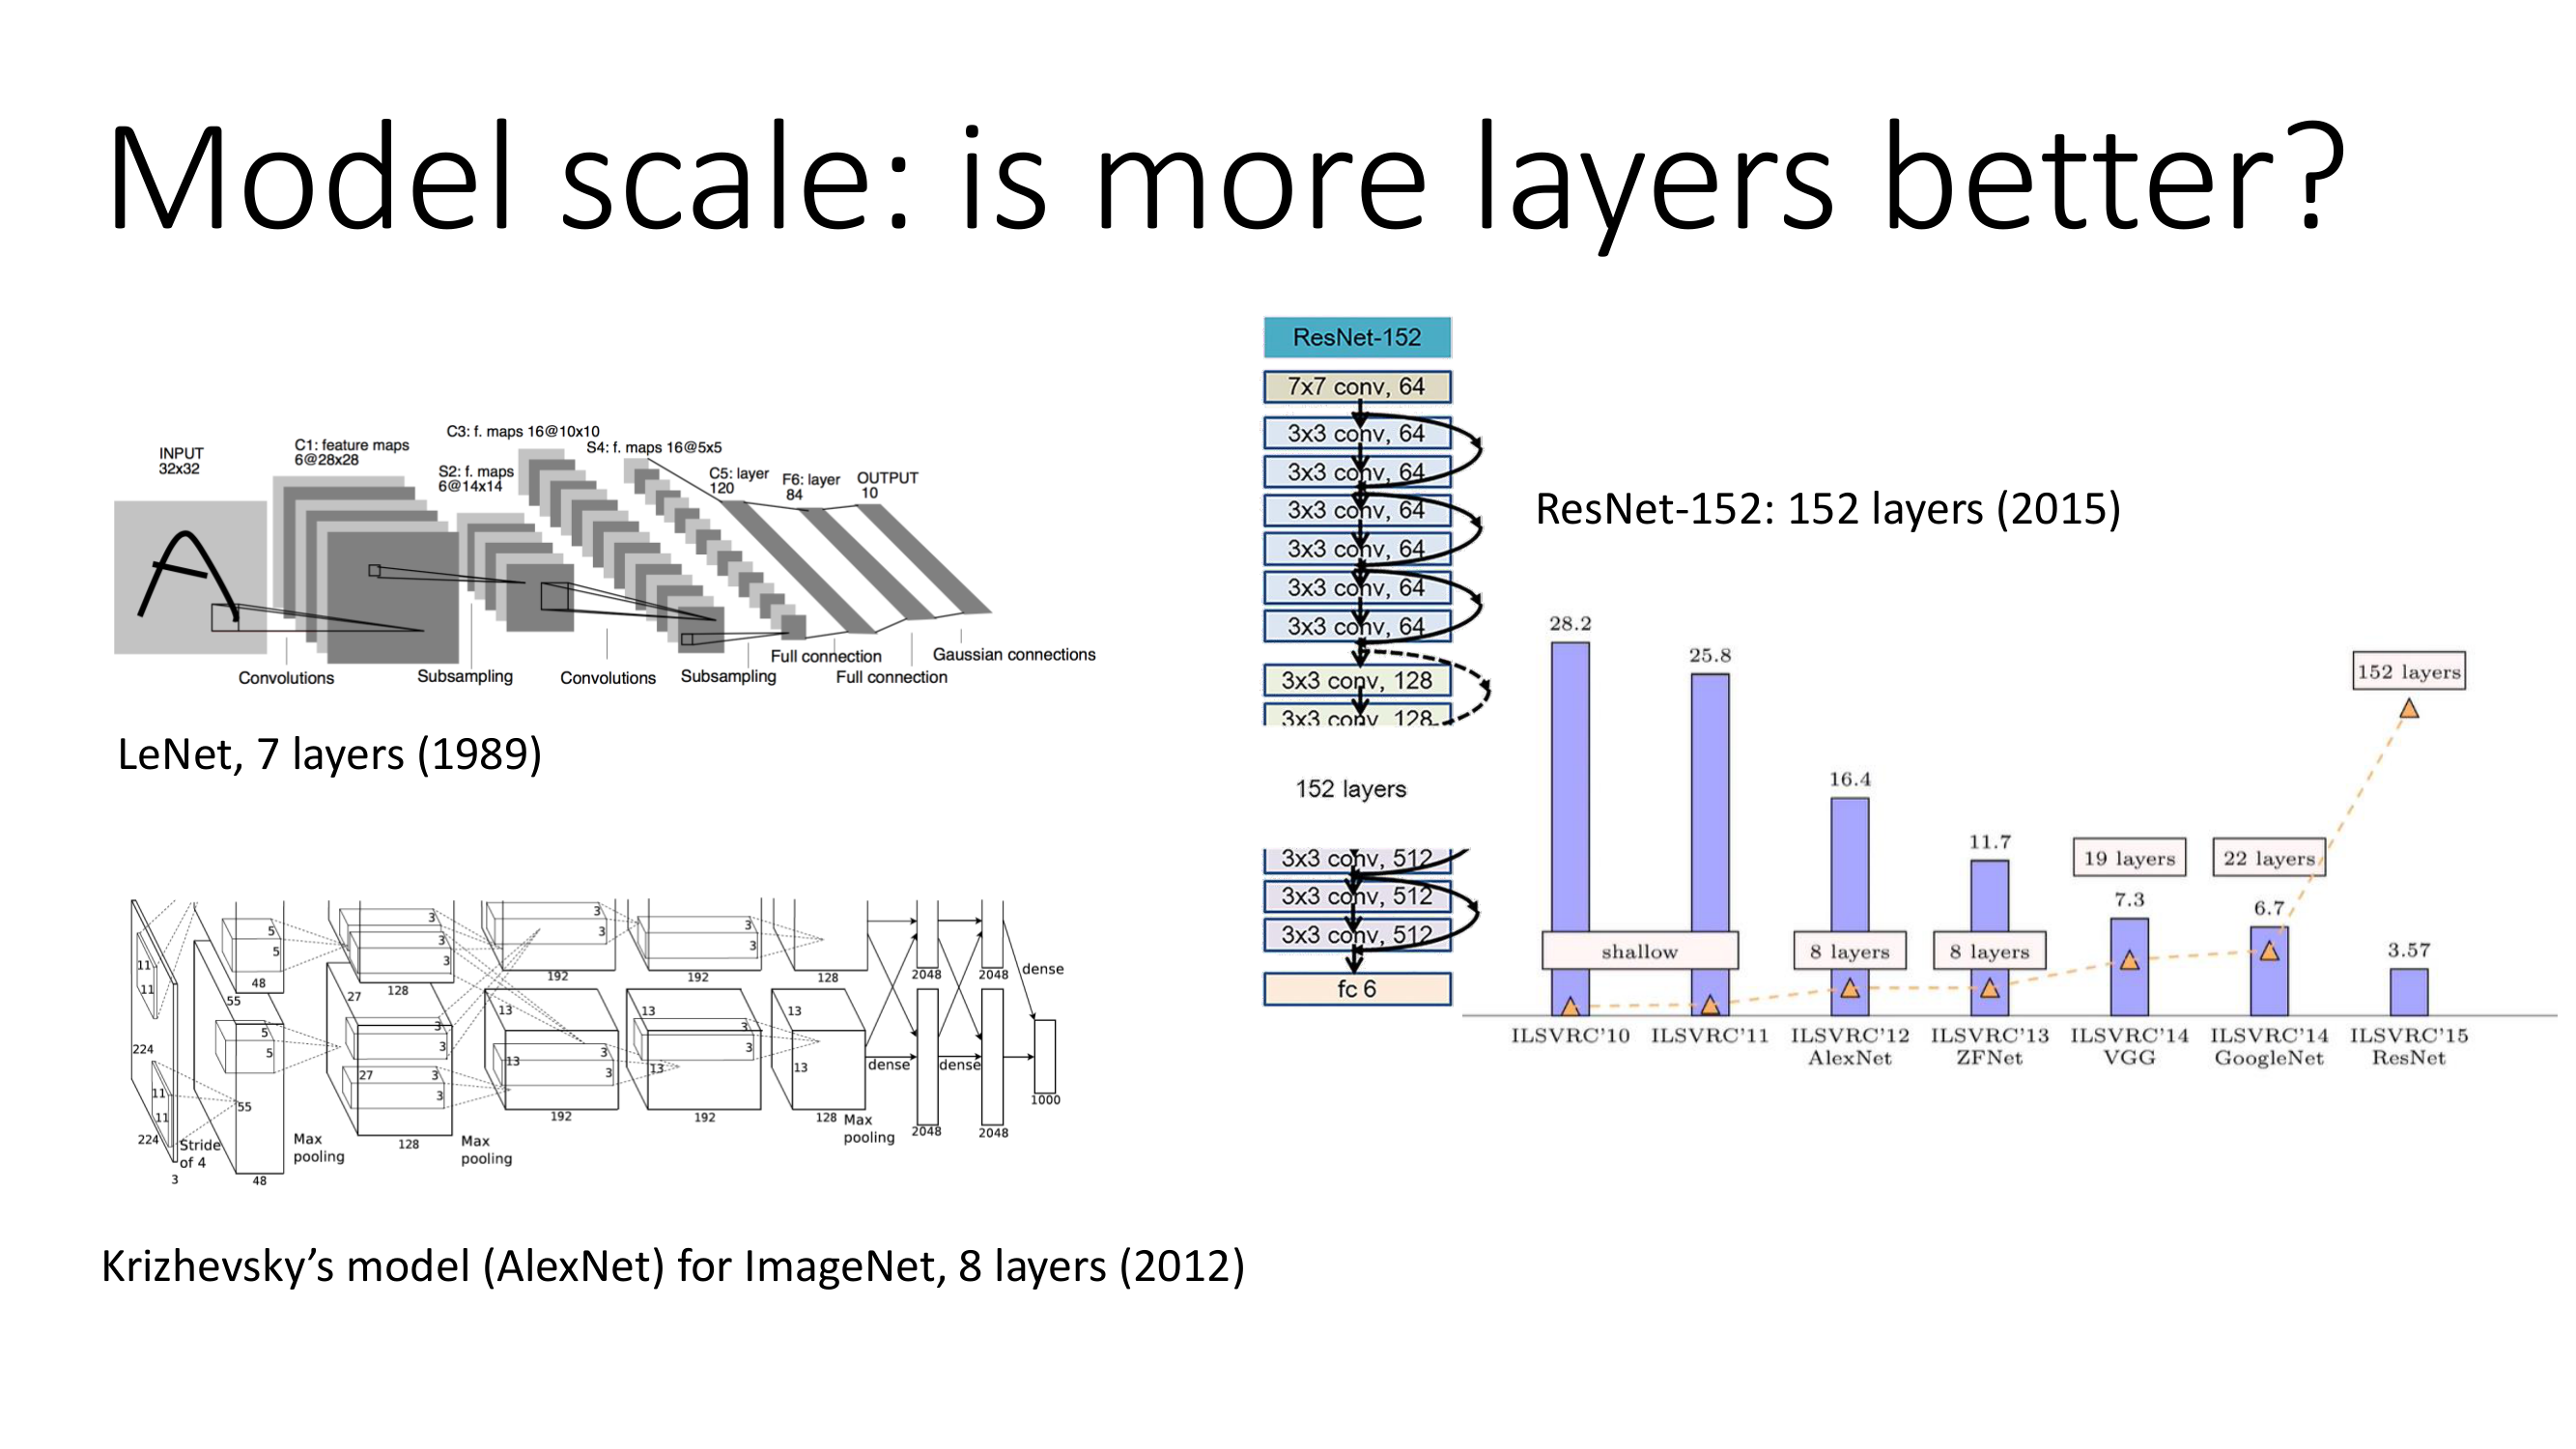 Model scale: is more layers better?
INPUT
32x32
C1: feature maps
6@28x28
S2: f. maps
6@14x14
C3: f. maps 16@10x10
S4: f. maps 16@5x5
C5: layer
120
F6: layer
84
OUTPUT
10
Convolutions
Subsampling
Convolutions
Subsampling
Full connection
Full connection
Gaussian connections
LeNet, 7 layers (1989)
3
3
3
3
5
5
3
3
3
3
11
11
48
55
27
128
192
192
128
2048
2048
dense
13
13
13
5
5
3
3
3
3
3
3
224
13
13
13
dense
dense
27
3
3
11
11
55
192
192
128
Max
pooling
2048
2048
1000
224
Stride
of 4
Max
pooling
128
Max
pooling
3
48
Krizhevsky's model (AlexNet) for ImageNet, 8 layers (2012)
ResNet-152
7x7 conv, 64
3x3 conv, 64
3x3 conv, 64
3x3 conv, 64
3x3 conv, 64
3x3 conv, 64
3x3 conv, 64
3x3 conv, 128
3x3 conv, 128
152 layers
3x3 conv, 512
3x3 conv, 512
3x3 conv, 512
fc 6
ResNet-152: 152 layers (2015)
28.2
25.8
16.4
11.7
7.3
6.7
3.57
shallow
8 layers
8 layers
19 layers
22 layers
152 layers
ILSVRC'10
ILSVRC'11
ILSVRC'12
AlexNet
ILSVRC'13
ZFNet
ILSVRC'14
VGG
ILSVRC'14
GoogleNet
ILSVRC'15
ResNet